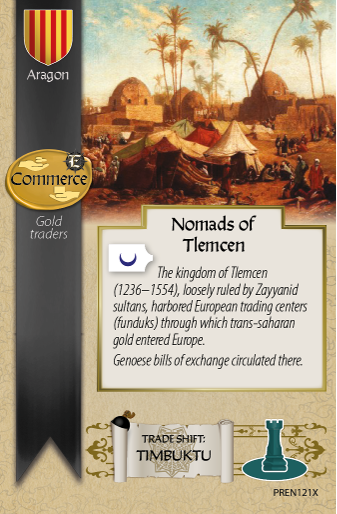 Aragon
E
Commerce
Gold
traders
Nomads of
Tlemcen
The kingdom of Tlemcen
(1236–1554), loosely ruled by Zayyanid
sultans, harbored European trading centers
(funduks) through which trans-saharan
gold entered Europe.
Genoese bills of exchange circulated there.
TRADE SHIFT:
TIMBUKTU
PREN121X